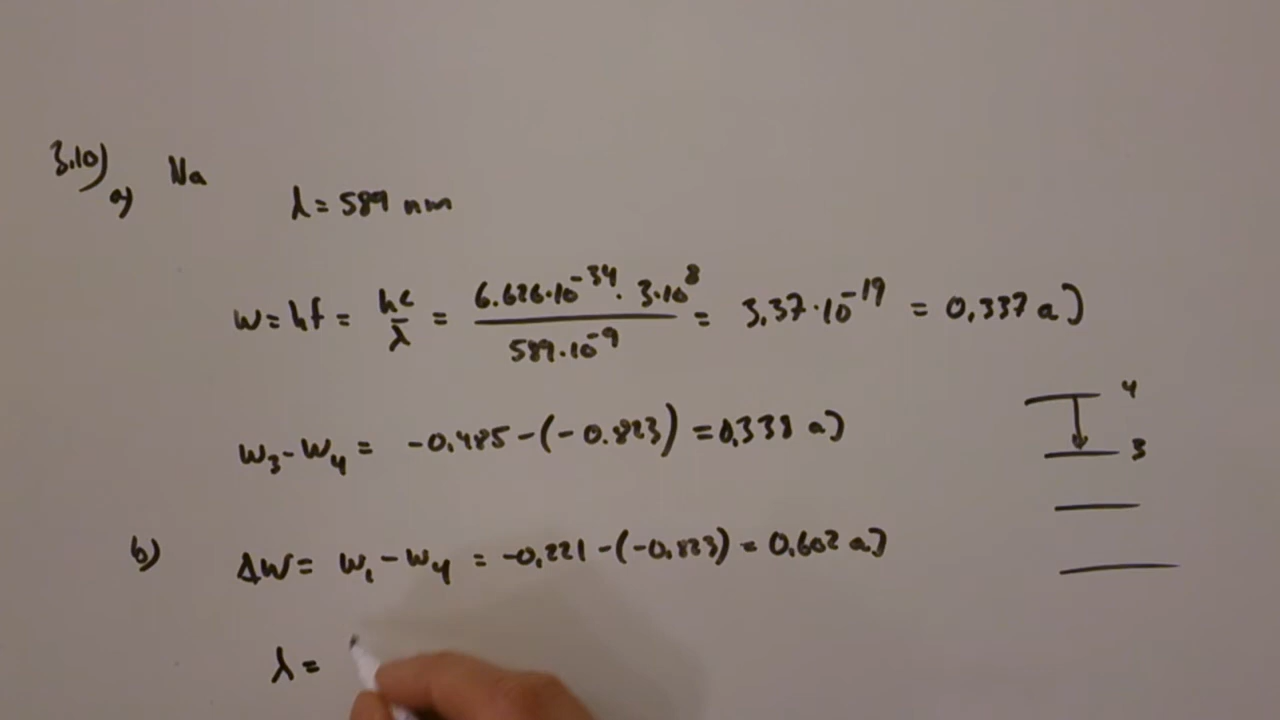 3.10)
a) Na
λ = 589 nm
W = hf = hc/λ = 6.626·10^-34 · 3·10^8 / 589·10^-9 = 3,37·10^-19 = 0,337 aJ
4
W3 - W4 = -0,485 - (-0.823) = 0,338 aJ
3
b) ΔW = W1 - W4 = -0,221 - (-0,823) = 0,602 aJ
λ =